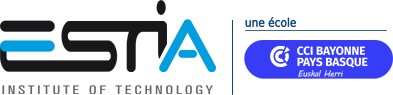 ESTIA
INSTITUTE OF TECHNOLOGY
une école
CCI BAYONNE
PAYS BASQUE
Euskal Herri